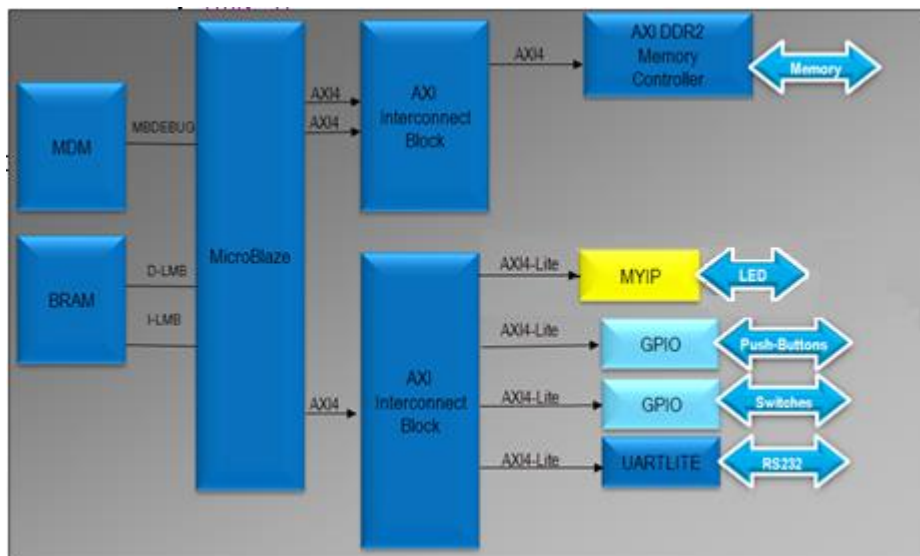 AXI DDR2
Memory
Controller
Memory
AXI4
AXI4
AXI4
AXI
Interconnect
Block
MBDEBUG
MDM
MicroBlaze
D-LMB
BRAM
I-LMB
AXI4
AXI
Interconnect
Block
AXI4-Lite
MYIP
LED
AXI4-Lite
GPIO
Push-Buttons
AXI4-Lite
GPIO
Switches
AXI4-Lite
UARTLITE
RS232